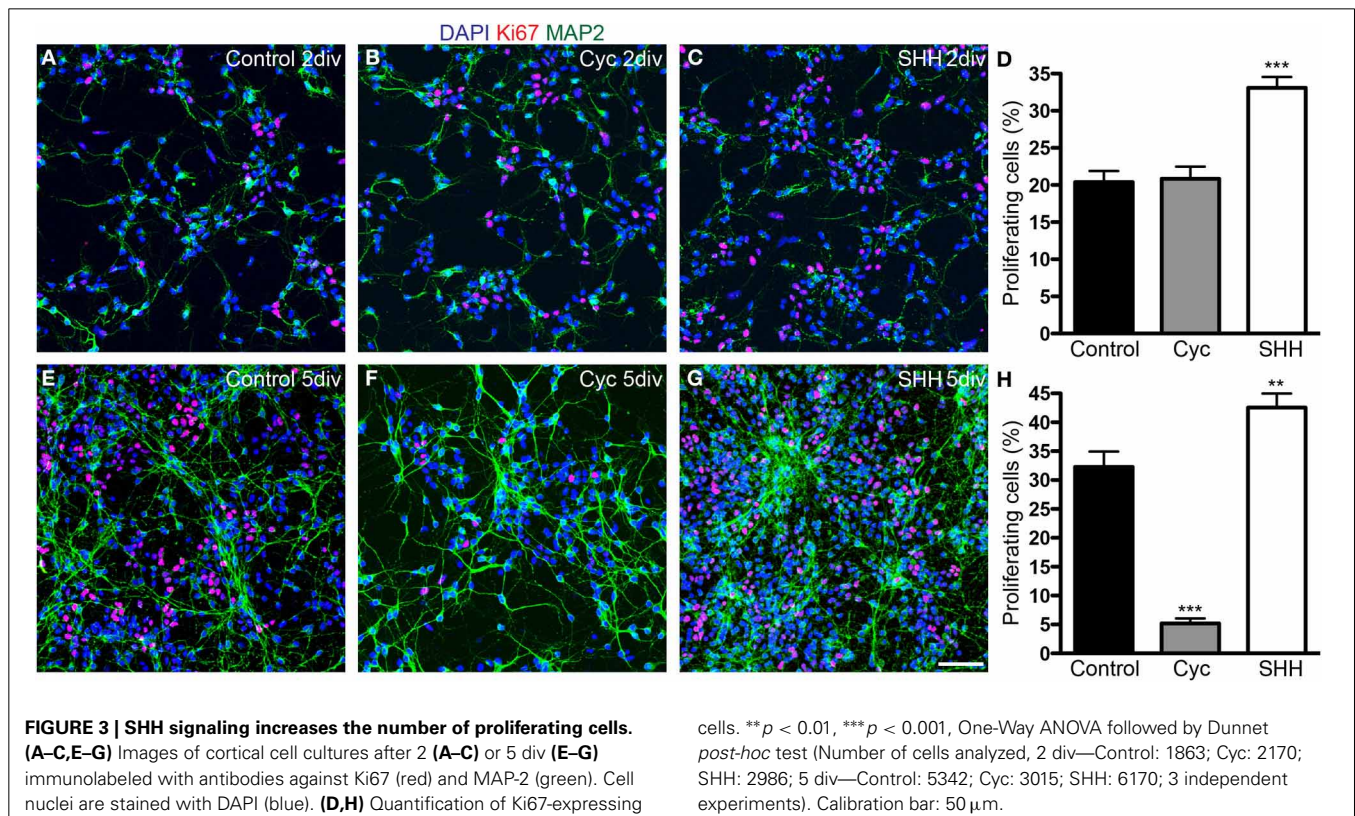 DAPI Ki67 MAP2
A Control 2div
B Cyc 2div
C SHH 2div
D
Proliferating cells (%)
35
30
25
20
15
10
5
0
***
Control Cyc SHH
E Control 5div
F Cyc 5div
G SHH 5div
H
Proliferating cells (%)
45
40
35
30
25
20
15
10
5
0
***
**
Control Cyc SHH
FIGURE 3 | SHH signaling increases the number of proliferating cells.
(A–C,E–G) Images of cortical cell cultures after 2 (A–C) or 5 div (E–G)
immunolabeled with antibodies against Ki67 (red) and MAP-2 (green). Cell
nuclei are stained with DAPI (blue). (D,H) Quantification of Ki67-expressing
cells. **p < 0.01, ***p < 0.001, One-Way ANOVA followed by Dunnet
post-hoc test (Number of cells analyzed, 2 div—Control: 1863; Cyc: 2170;
SHH: 2986; 5 div—Control: 5342; Cyc: 3015; SHH: 6170; 3 independent
experiments). Calibration bar: 50 μm.